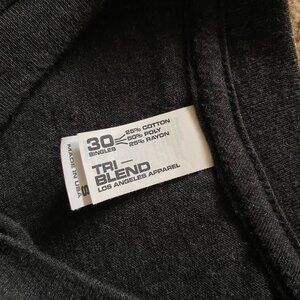 30
SINGLES
25% COTTON
50% POLY
25% RAYON
TRI—
BLEND
LOS ANGELES APPAREL
MADE IN USA